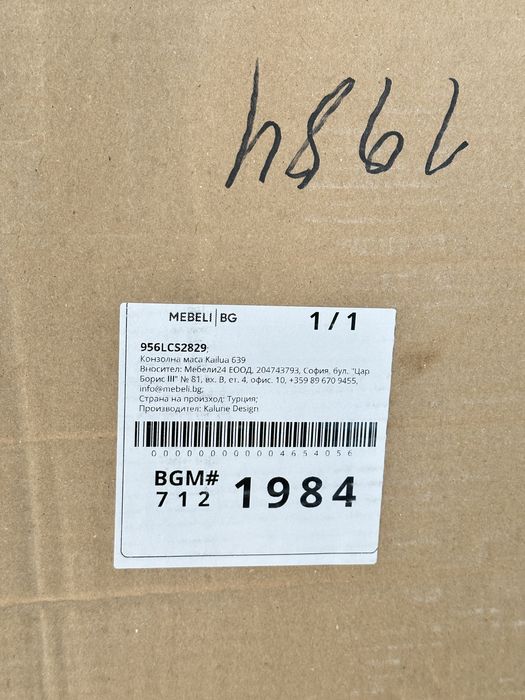 1984
MEBELI|BG 1 / 1
956LCS2829;
Конзолна маса Kailua 639
Вносител: Мебели24 ЕООД, 204743793, София, бул. "Цар
Борис III" № 81, вх. В, ет. 4, офис. 10, +359 89 670 9455,
info@mebeli.bg;
Страна на произход: Турция;
Производител: Kalune Design
00000000004654056
BGM#
712 1984